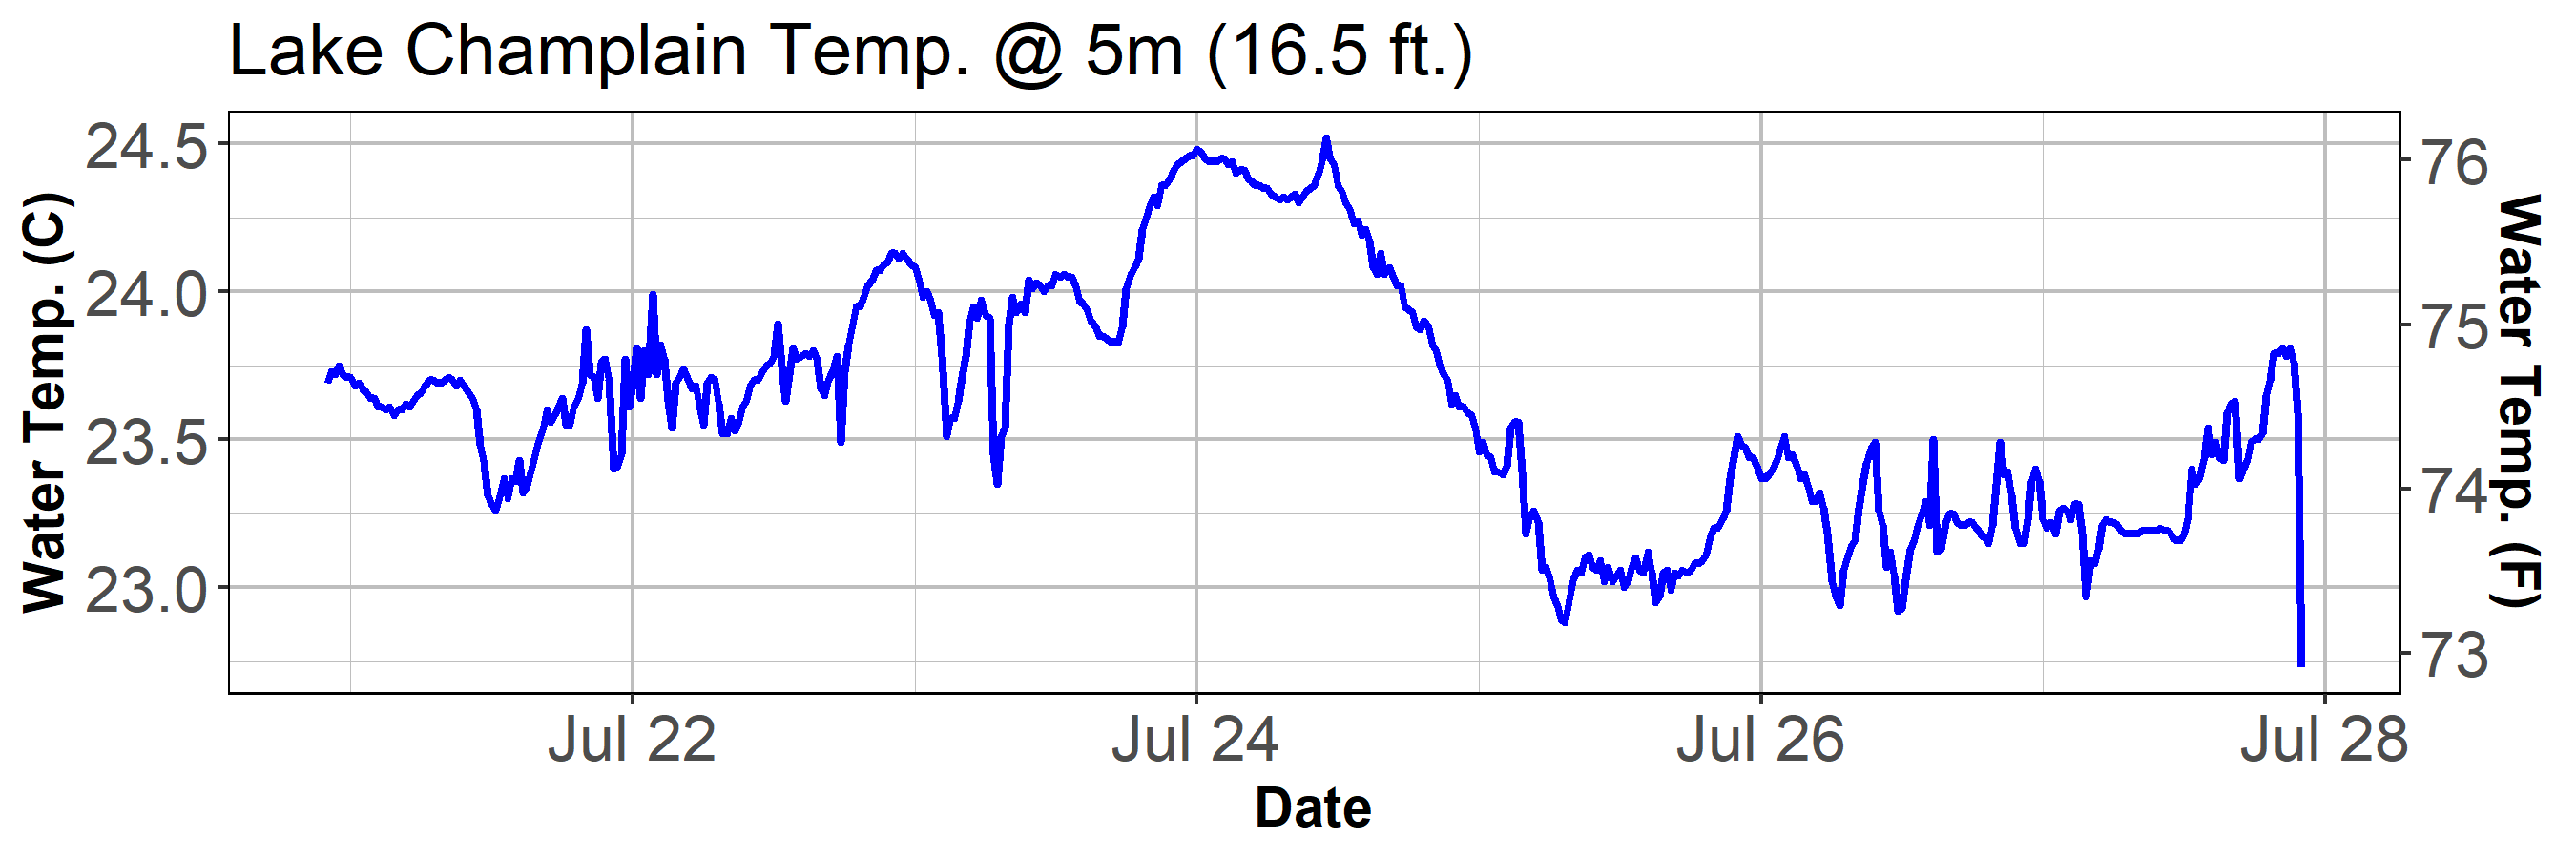 Lake Champlain Temp. @ 5m (16.5 ft.)
Water Temp. (C)
24.5
24.0
23.5
23.0
76
75
74
73
Water Temp. (F)
Jul 22 Jul 24 Jul 26 Jul 28
Date